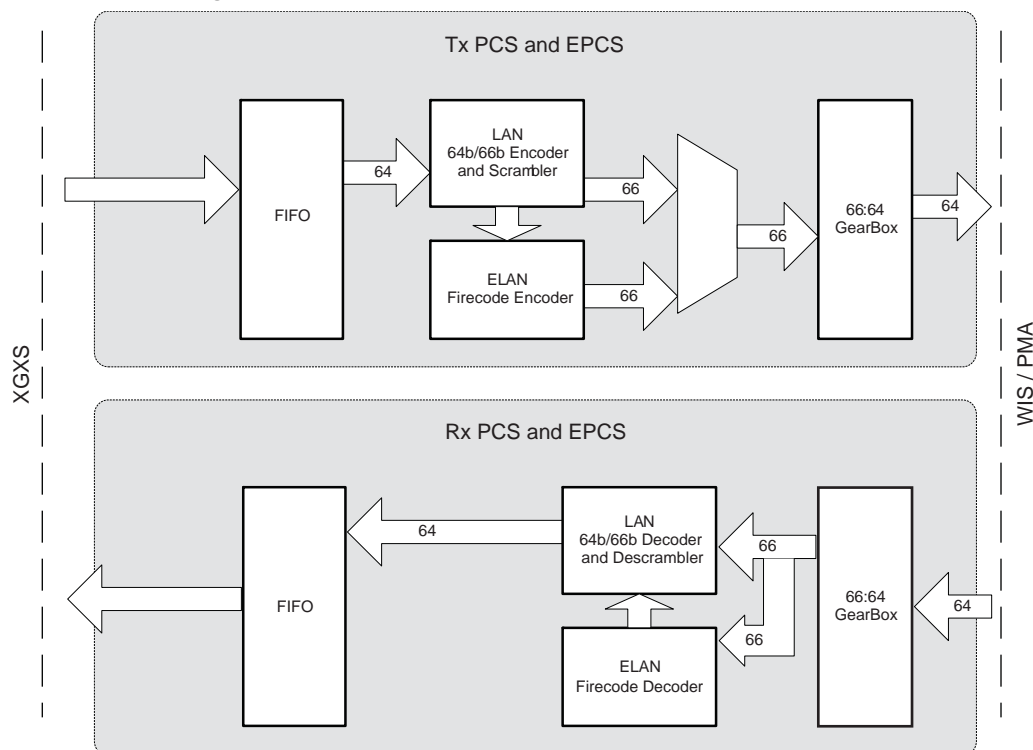 Tx PCS and EPCS
LAN
64b/66b Encoder
and Scrambler
64
66
FIFO
66
66:64
GearBox
64
ELAN
Firecode Encoder
66
XGXS
WIS / PMA
Rx PCS and EPCS
64
LAN
64b/66b Decoder
and Descrambler
66
FIFO
66:64
GearBox
64
66
ELAN
Firecode Decoder